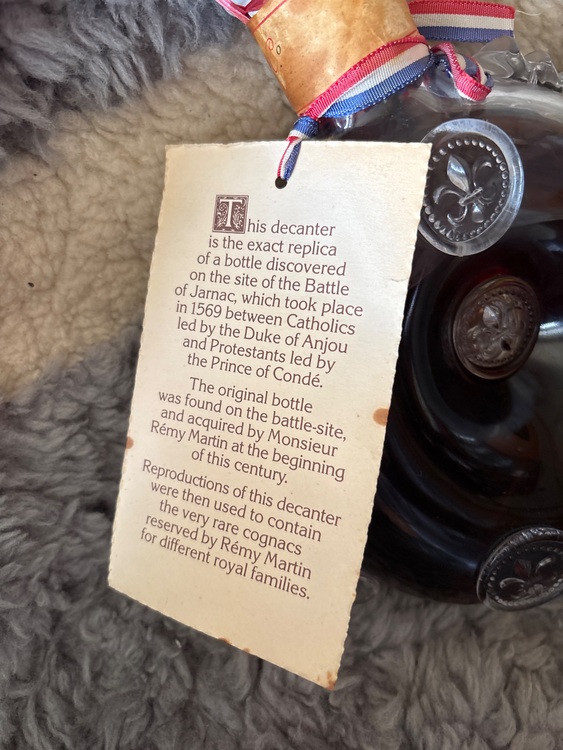 This decanter
is the exact replica
of a bottle discovered
on the site of the Battle
of Jarnac, which took place
in 1569 between Catholics
led by the Duke of Anjou
and Protestants led by
the Prince of Condé.
The original bottle
was found on the battle-site,
and acquired by Monsieur
Rémy Martin at the beginning
of this century.
Reproductions of this decanter
were then used to contain
the very rare cognacs
reserved by Rémy Martin
for different royal families.